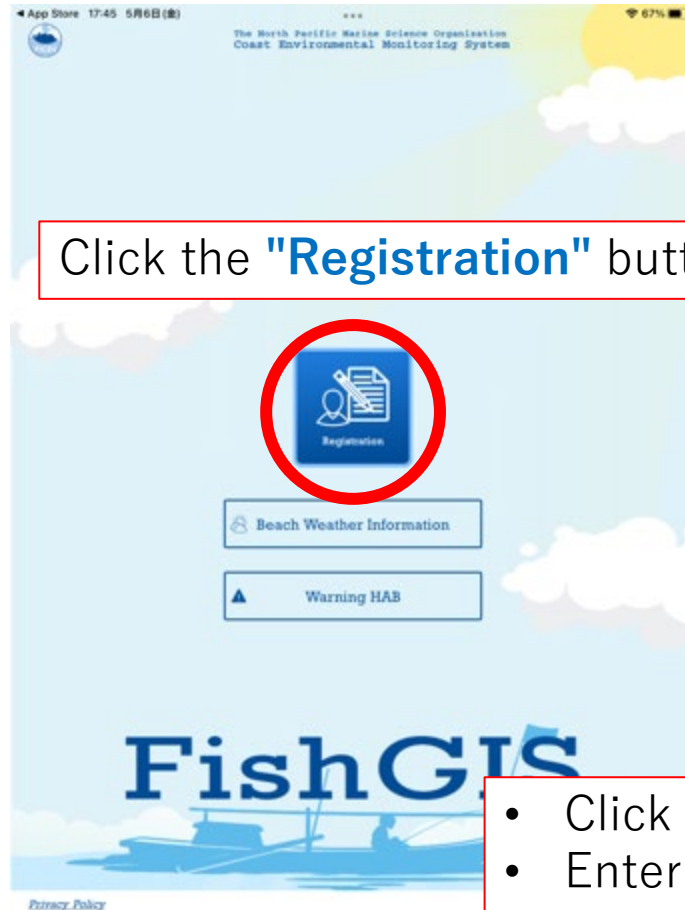 App Store 17:45 5月6日(金)
67%
The North Pacific Marine Science Organization
Coast Environmental Monitoring System
Click the "Registration" butt
Registration
Beach Weather Information
Warning HAB
FishGIS
• Click
• Enter
Privacy Policy